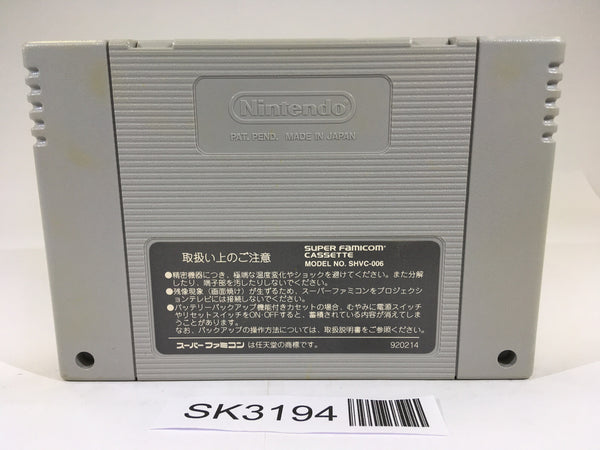 Nintendo
PAT. PEND. MADE IN JAPAN
取扱い上のご注意
SUPER FAMICOM
CASSETTE
MODEL NO. SHVC-006
●精密機器につき、極端な温度変化やショックを避けてください。また分解
したり、端子部を汚したりしないでください。
●残像現象（画面焼け）が生ずるため、スーパーファミコンをプロジェクシ
ョンテレビには接続しないでください。
●バッテリーバックアップ機能付きカセットの場合、むやみに電源スイッチ
やリセットスイッチをON・OFFすると、蓄積されている内容が消えてしま
うことがあります。
なお、バックアップの操作方法については、取扱説明書をご参照ください。
スーパーファミコンは任天堂の商標です。
920214
SK3194